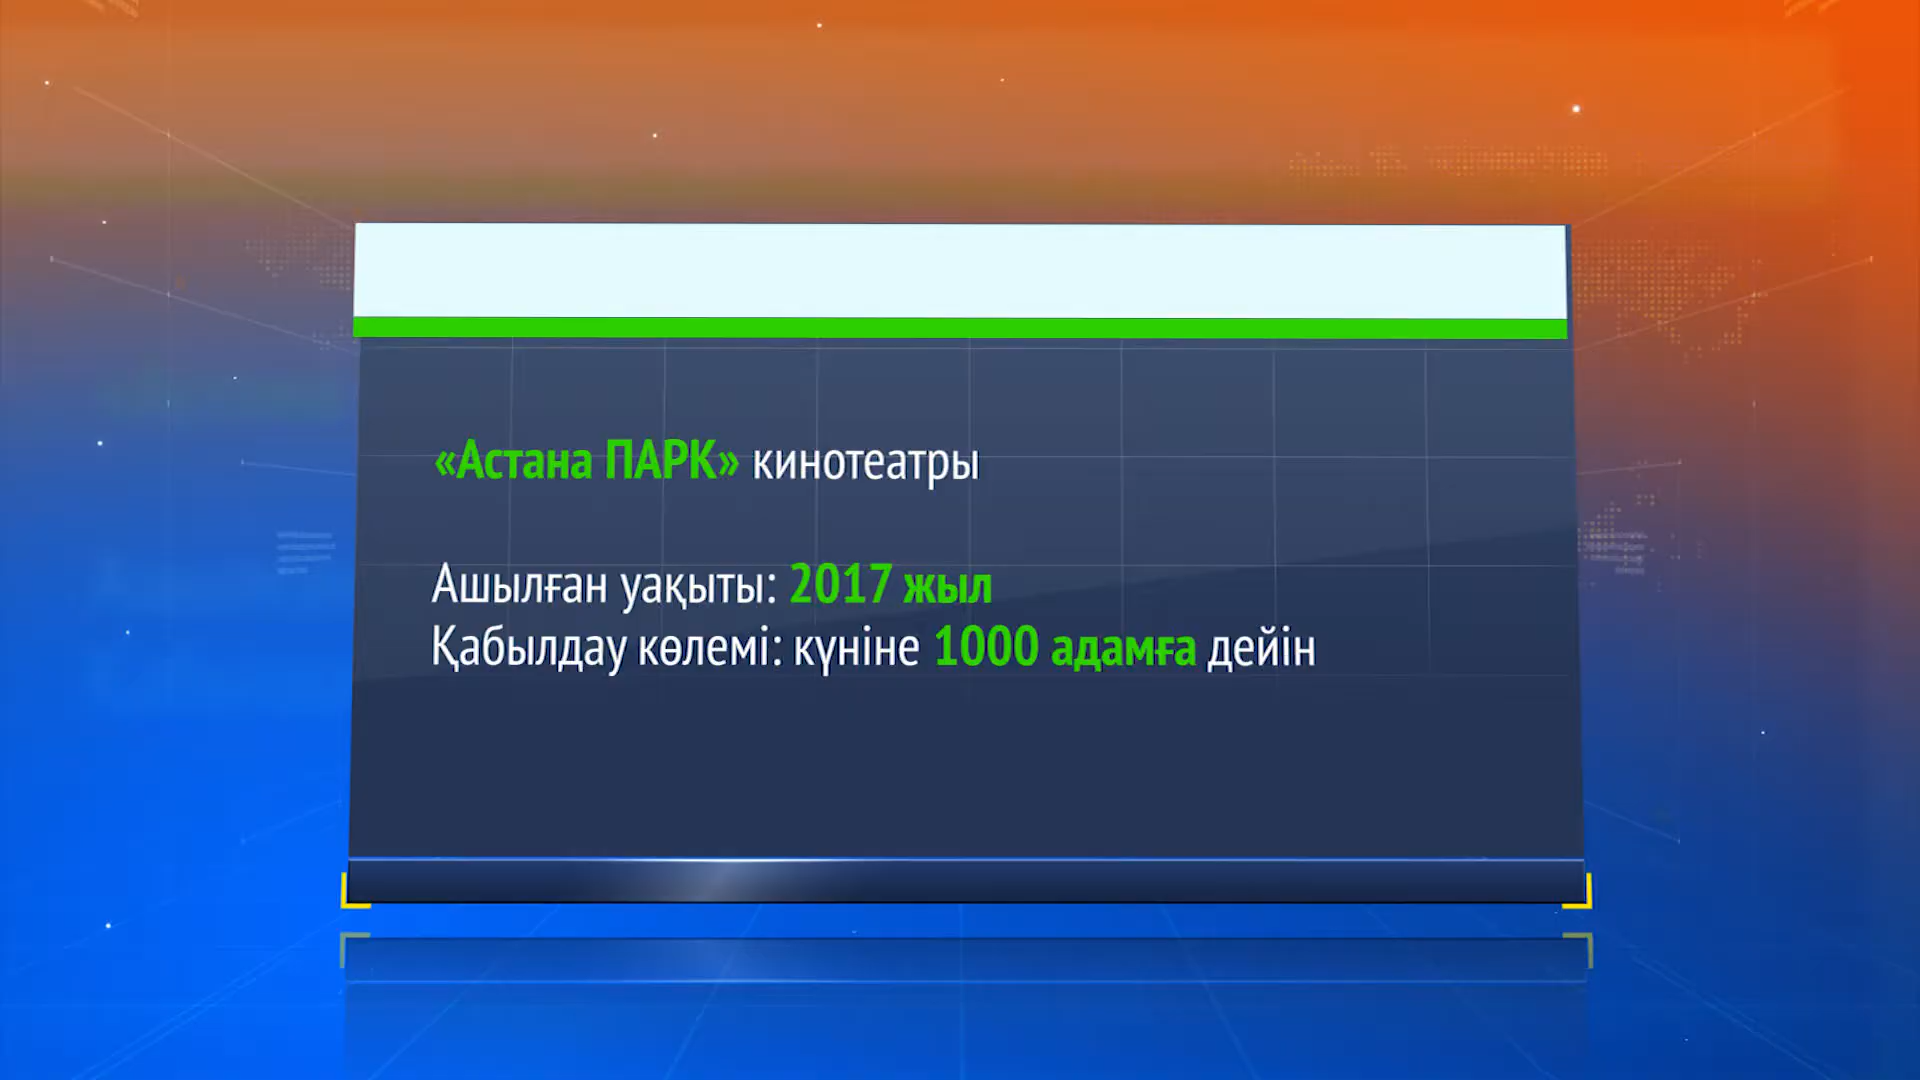 «Астана ПАРК» кинотеатры
Ашылған уақыты: 2017 жыл
Қабылдау көлемі: күніне 1000 адамға дейін